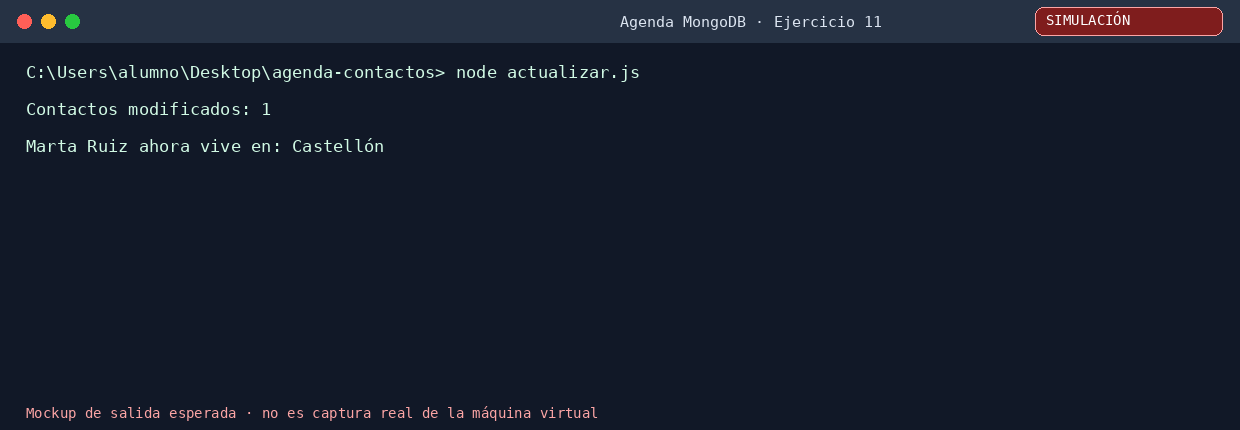 Agenda MongoDB · Ejercicio 11
SIMULACIÓN
C:\Users\alumno\Desktop\agenda-contactos> node actualizar.js
Contactos modificados: 1
Marta Ruiz ahora vive en: Castellón
Mockup de salida esperada · no es captura real de la máquina virtual